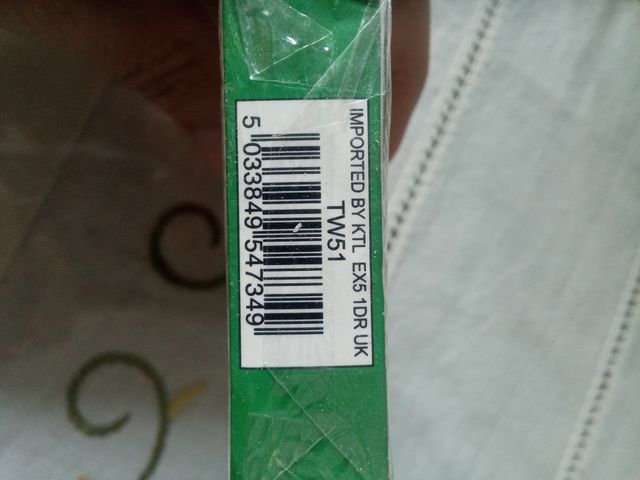 IMPORTED BY KTL EX5 1DR UK
TW51
5 033849 547349